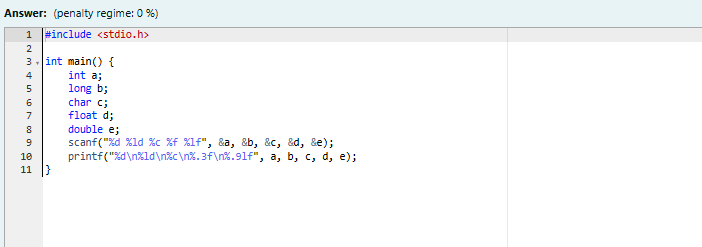 Answer: (penalty regime: 0 %)
1 #include <stdio.h>
2
3 int main() {
4 int a;
5 long b;
6 char c;
7 float d;
8 double e;
9 scanf("%d %ld %c %f %lf", &a, &b, &c, &d, &e);
10 printf("%d\n%ld\n%c\n%.3f\n%.9lf", a, b, c, d, e);
11 }